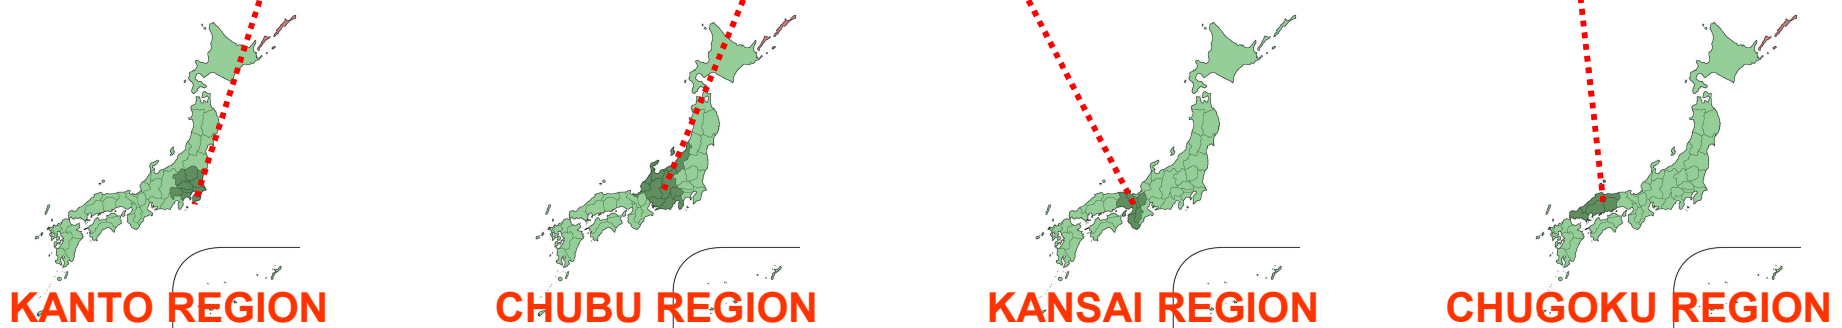 KANTO REGION
CHUBU REGION
KANSAI REGION
CHUGOKU REGION